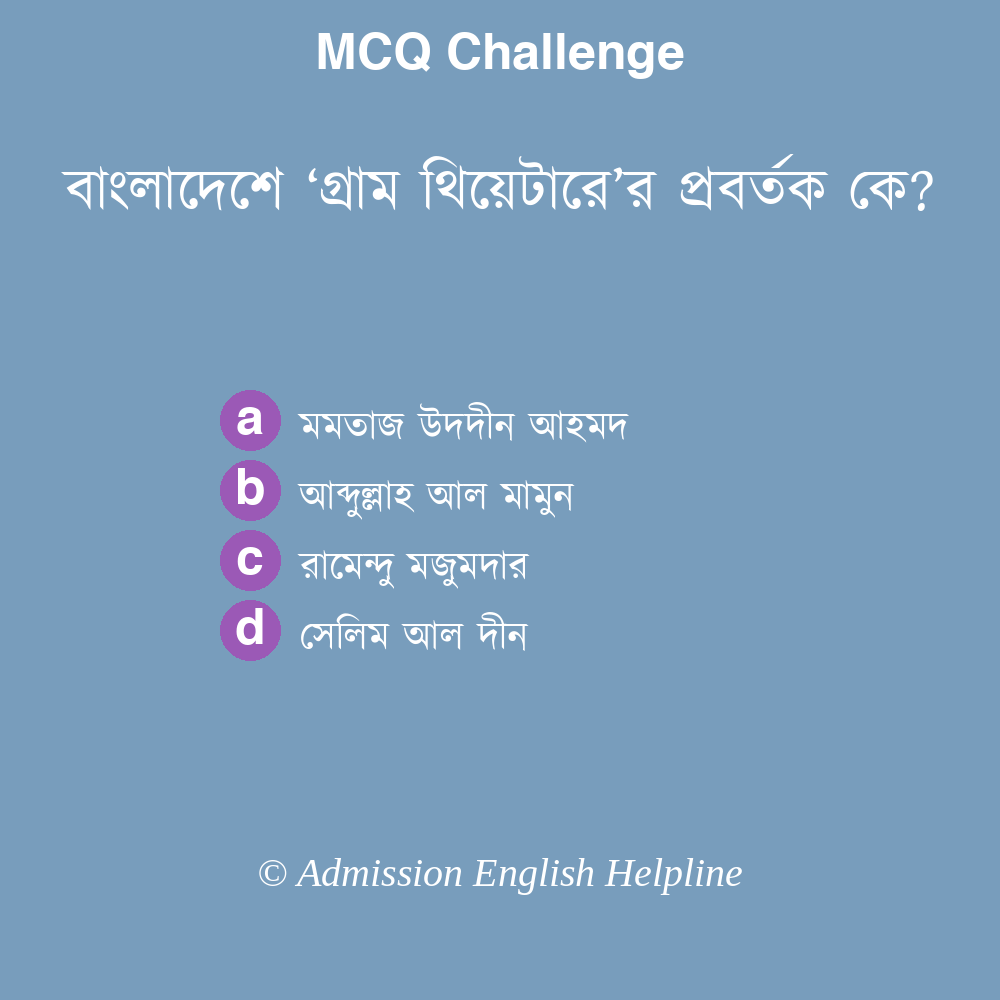 MCQ Challenge
বাংলাদেশে ‘গ্রাম থিয়েটারে’র প্রবর্তক কে?
a মমতাজ উদদীন আহমদ
b আব্দুল্লাহ আল মামুন
c রামেন্দু মজুমদার
d সেলিম আল দীন
© Admission English Helpline